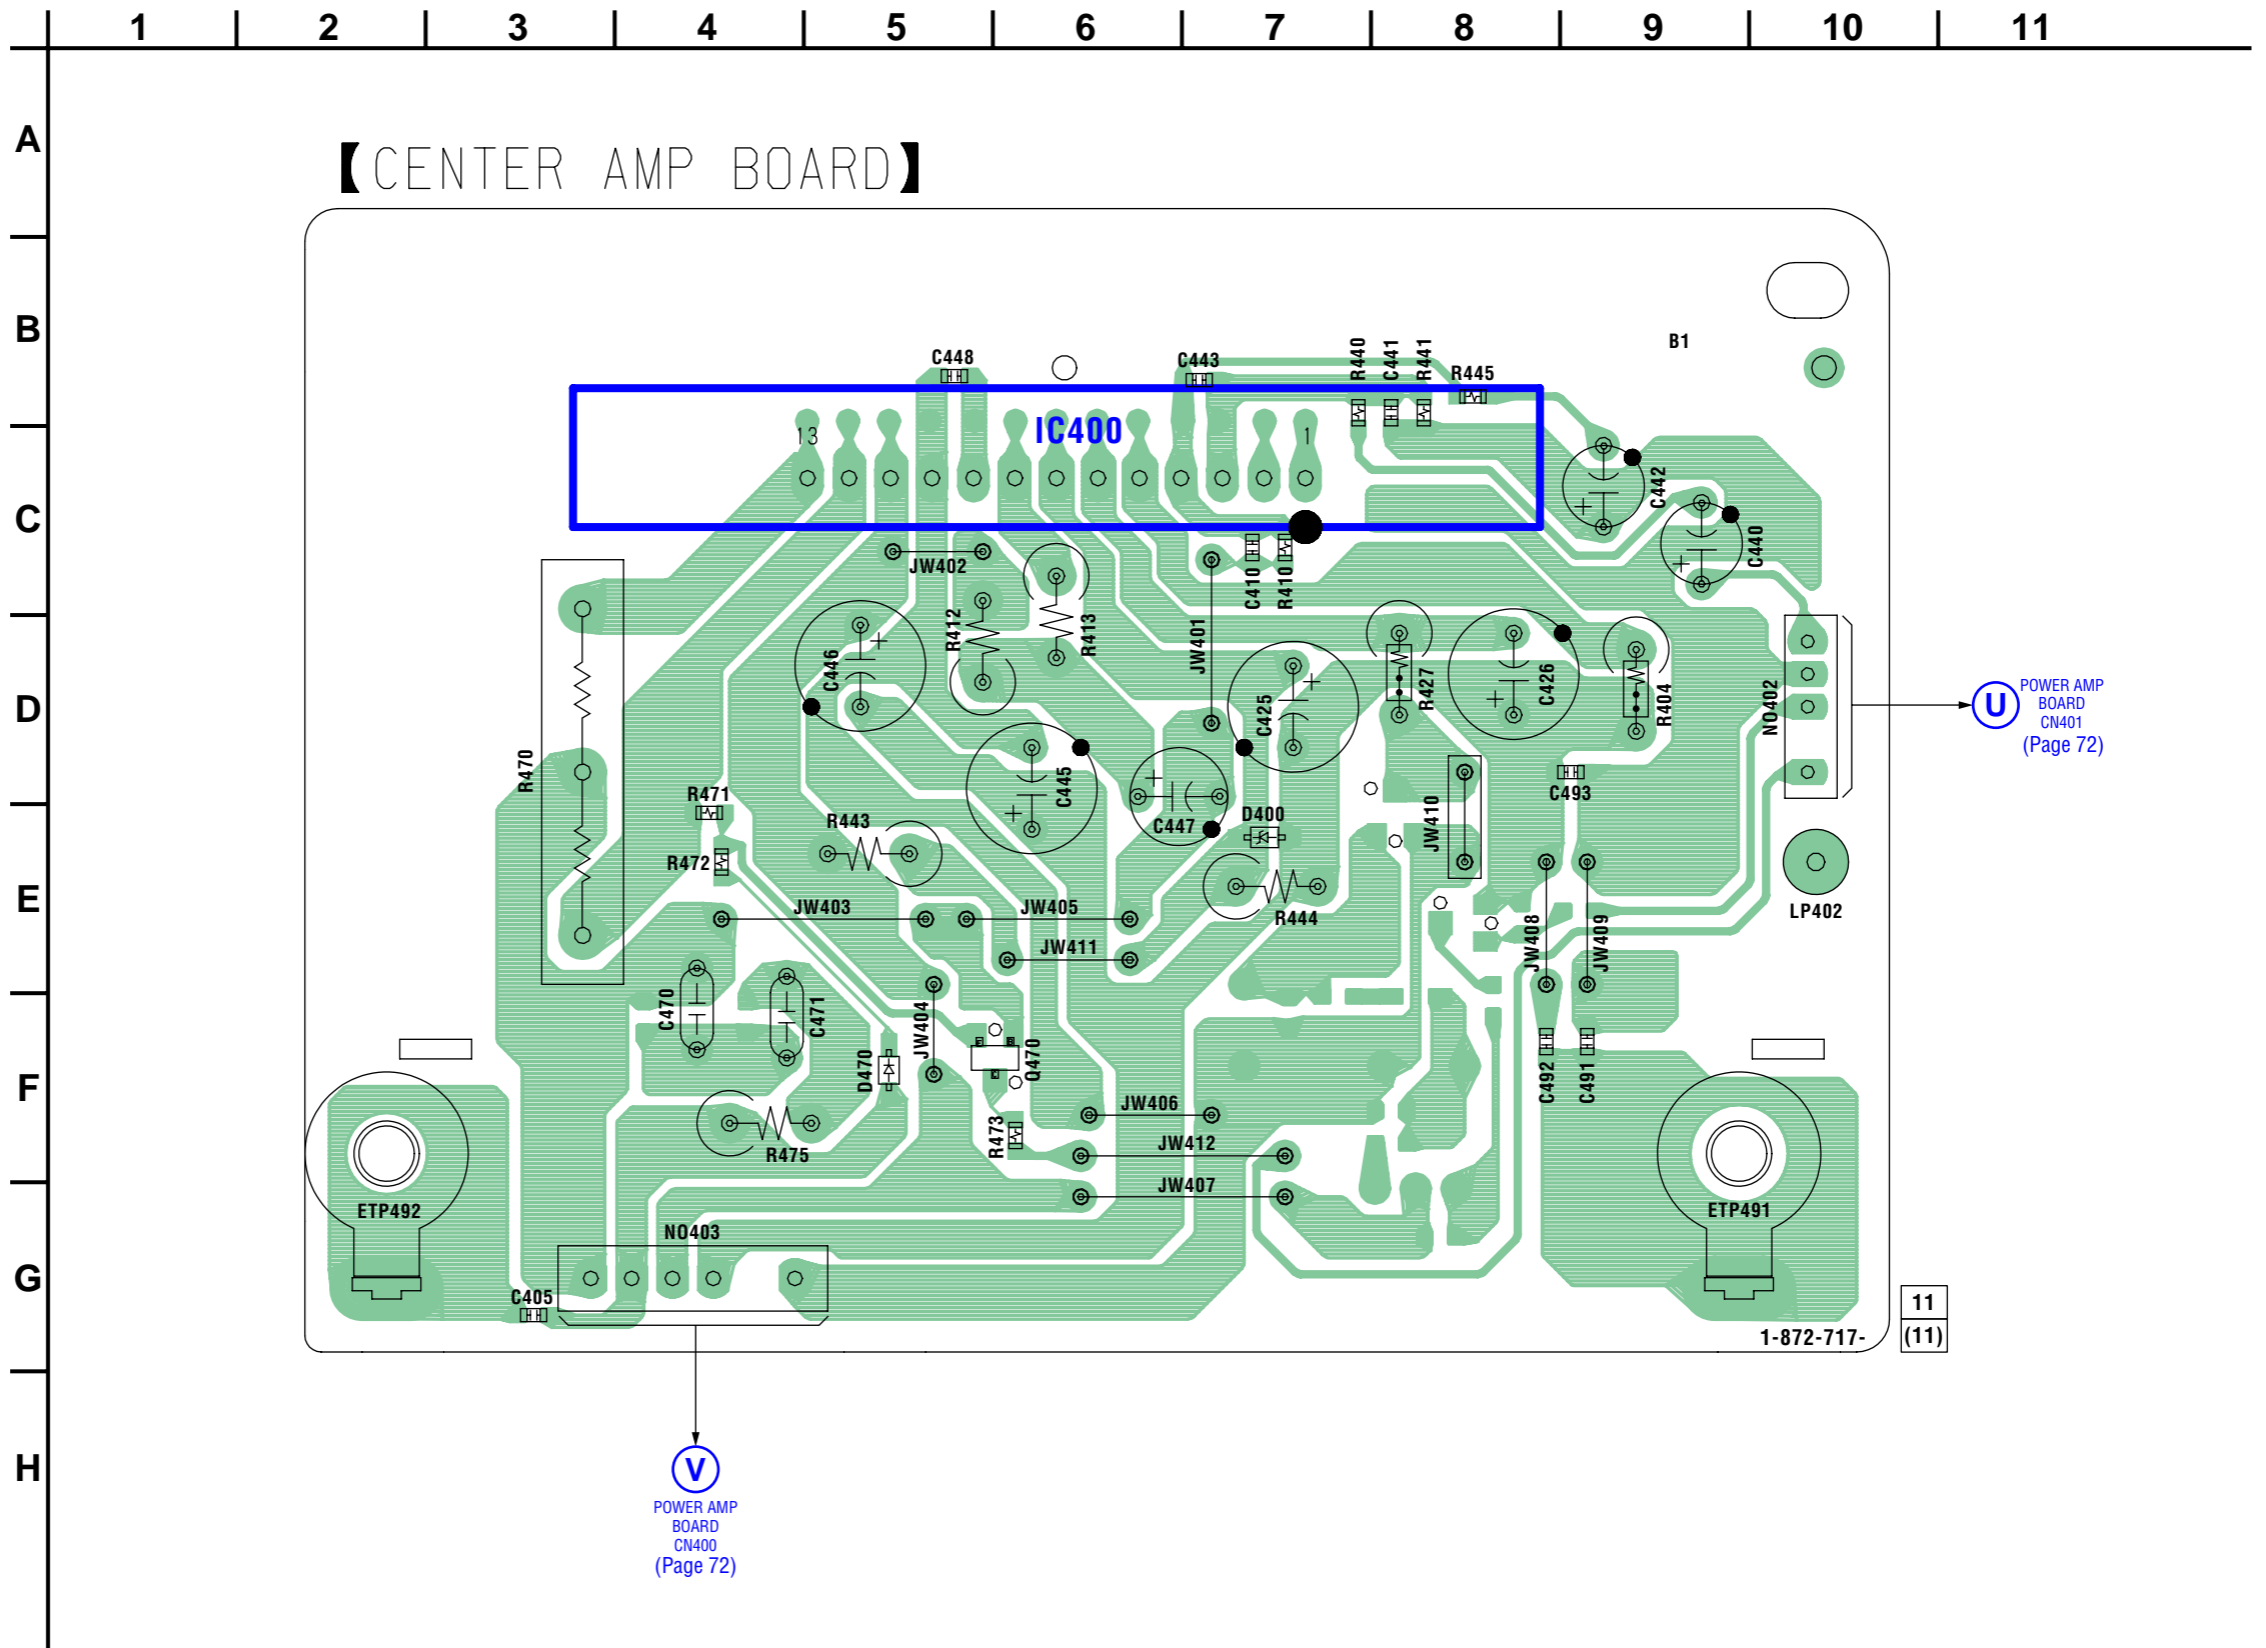 1 2 3 4 5 6 7 8 9 10 11
A
【CENTER AMP BOARD】
B
B1
C448
C443
R440
C441
R441
R445
IC400
13
1
C
C442
C440
JW402
C410
R410
R412
R413
JW401
C446
C425
R427
C426
R404
NO402
D
U
POWER AMP
BOARD
CN401
(Page 72)
R470
C445
R471
C493
R443
C447
D400
JW410
R472
E
JW403
JW405
R444
LP402
JW411
JW408
JW409
C470
C471
JW404
D470
Q470
C492
C491
F
JW406
R473
JW412
R475
JW407
ETP492
ETP491
NO403
G
C405
11
(11)
1-872-717-
H
V
POWER AMP
BOARD
CN400
(Page 72)